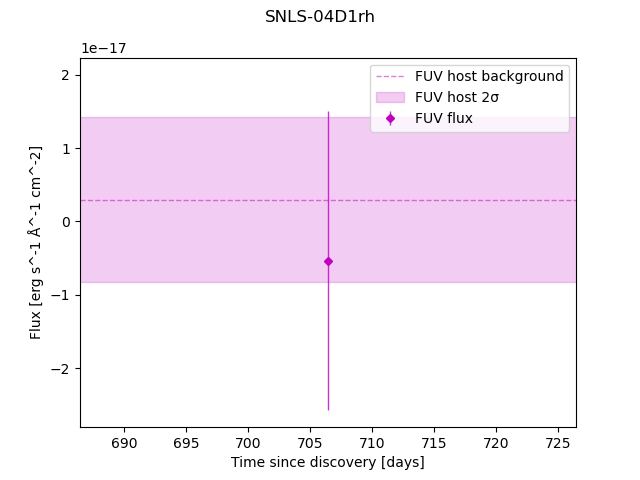 SNLS-04D1rh
1e−17
FUV host background
FUV host 2σ
FUV flux
2
1
0
−1
−2
Flux [erg s^-1 Å^-1 cm^-2]
690 695 700 705 710 715 720 725
Time since discovery [days]